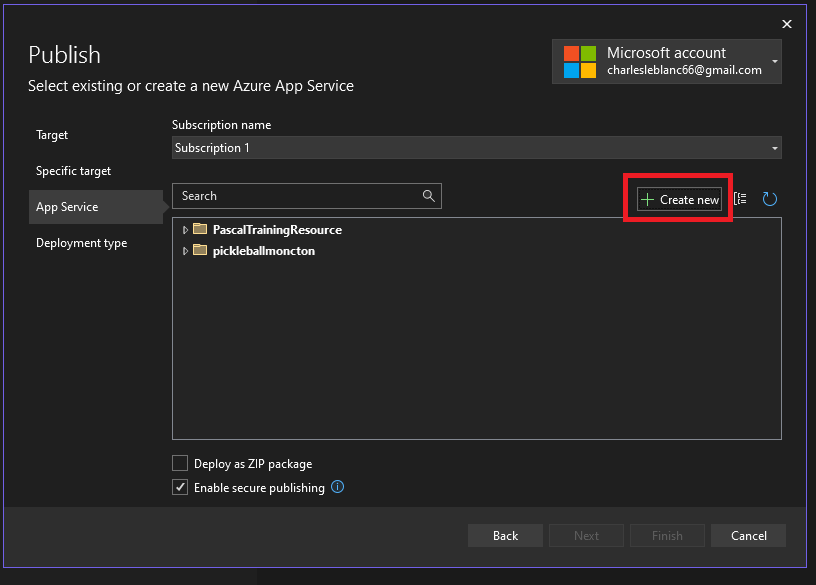 Publish
Select existing or create a new Azure App Service
Microsoft account
charlesleblanc66@gmail.com
Target
Specific target
App Service
Deployment type
Subscription name
Subscription 1
Search
Create new
PascalTrainingResource
pickleballmoncton
Deploy as ZIP package
Enable secure publishing
Back
Next
Finish
Cancel